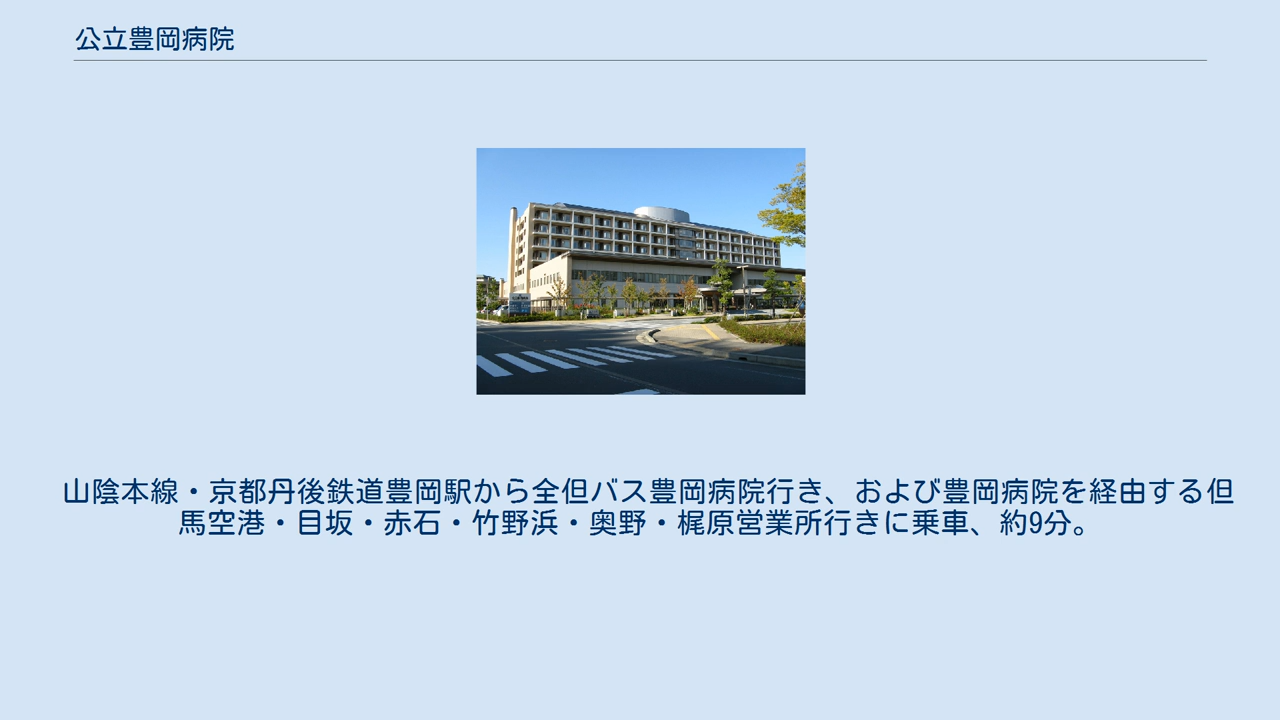 公立豊岡病院
山陰本線・京都丹後鉄道豊岡駅から全但バス豊岡病院行き、および豊岡病院を経由する但
馬空港・目坂・赤石・竹野浜・奥野・梶原営業所行きに乗車、約9分。